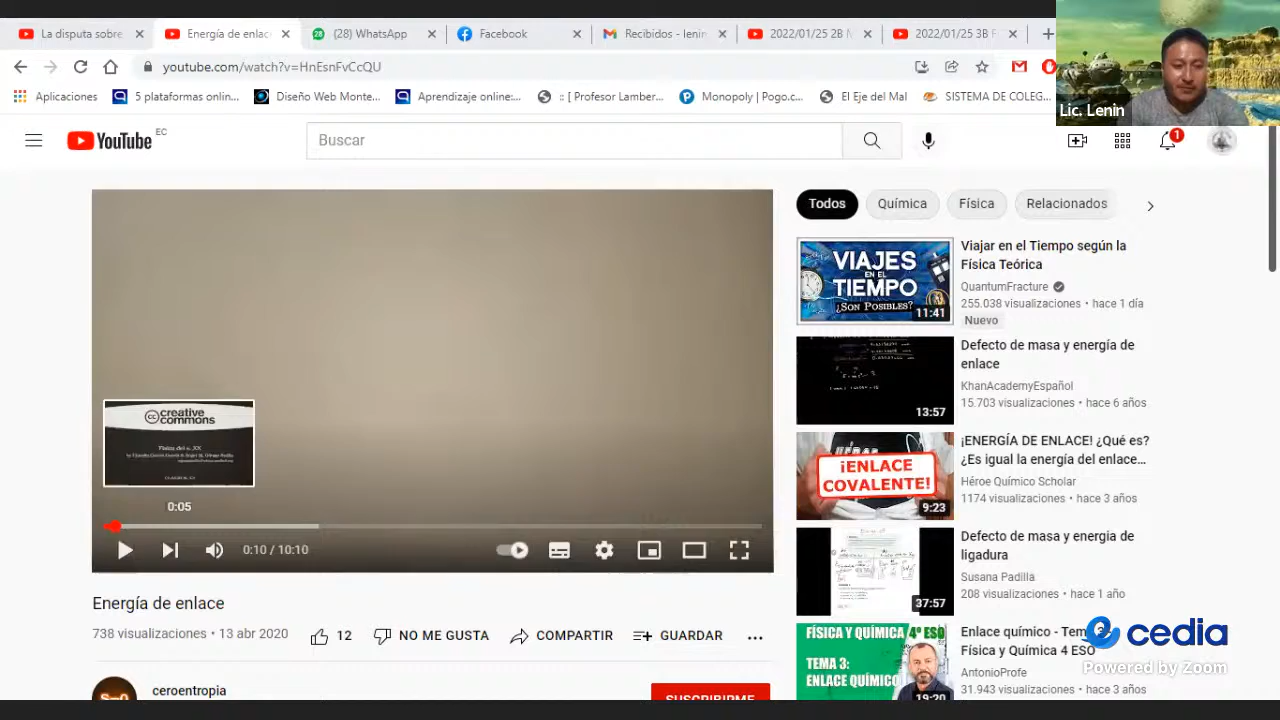 La disputa sobre
Energía de enlac
(28) WhatsApp
Facebook
Recibidos - lenin
2022/01/25 2B M
2022/01/25 3B F
youtube.com/watch?v=HnEsnFvCcQU
Aplicaciones
5 plataformas onlin...
Diseño Web Monte...
Aprendizaje online:...
:: [ Profesor Lamber...
Monopoly | Pogo.c...
El Eje del Mal
SISTEMA DE COLEG...
Lic. Lenin
YouTube
EC
Buscar
1
Todos
Química
Física
Relacionados
VIAJES
EN EL
TIEMPO
¿SON POSIBLES?
11:41
Viajar en el Tiempo según la
Física Teórica
QuantumFracture
255.038 visualizaciones • hace 1 día
Nuevo
13:57
Defecto de masa y energía de
enlace
KhanAcademyEspañol
15.703 visualizaciones • hace 6 años
¡ENLACE
COVALENTE!
9:23
¡ENERGÍA DE ENLACE! ¿Qué es?
¿Es igual la energía del enlace...
Héroe Químico Scholar
1174 visualizaciones • hace 3 años
37:57
Defecto de masa y energia de
ligadura
Susana Padilla
208 visualizaciones • hace 1 año
FÍSICA Y QUÍMICA 4º ESO
TEMA 3:
ENLACE QUÍMICO
19:20
Enlace químico - Tema 3
Física y Química 4 ESO
AntonioProfe
31.943 visualizaciones • hace 3 años
cc creative
commons
Física del s. XX
0:05
0:10 / 10:10
Energía de enlace
738 visualizaciones • 13 abr 2020
12
NO ME GUSTA
COMPARTIR
GUARDAR
ceroentropia
SUSCRIBIRME
cedia
Powered by Zoom